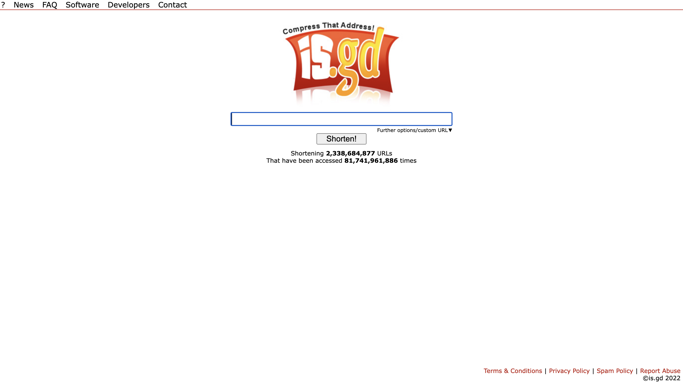 ? News FAQ Software Developers Contact
Compress That Address!
is.gd
Further options/custom URL▼
Shorten!
Shortening 2,338,684,877 URLs
That have been accessed 81,741,961,886 times
Terms & Conditions | Privacy Policy | Spam Policy | Report Abuse
©is.gd 2022